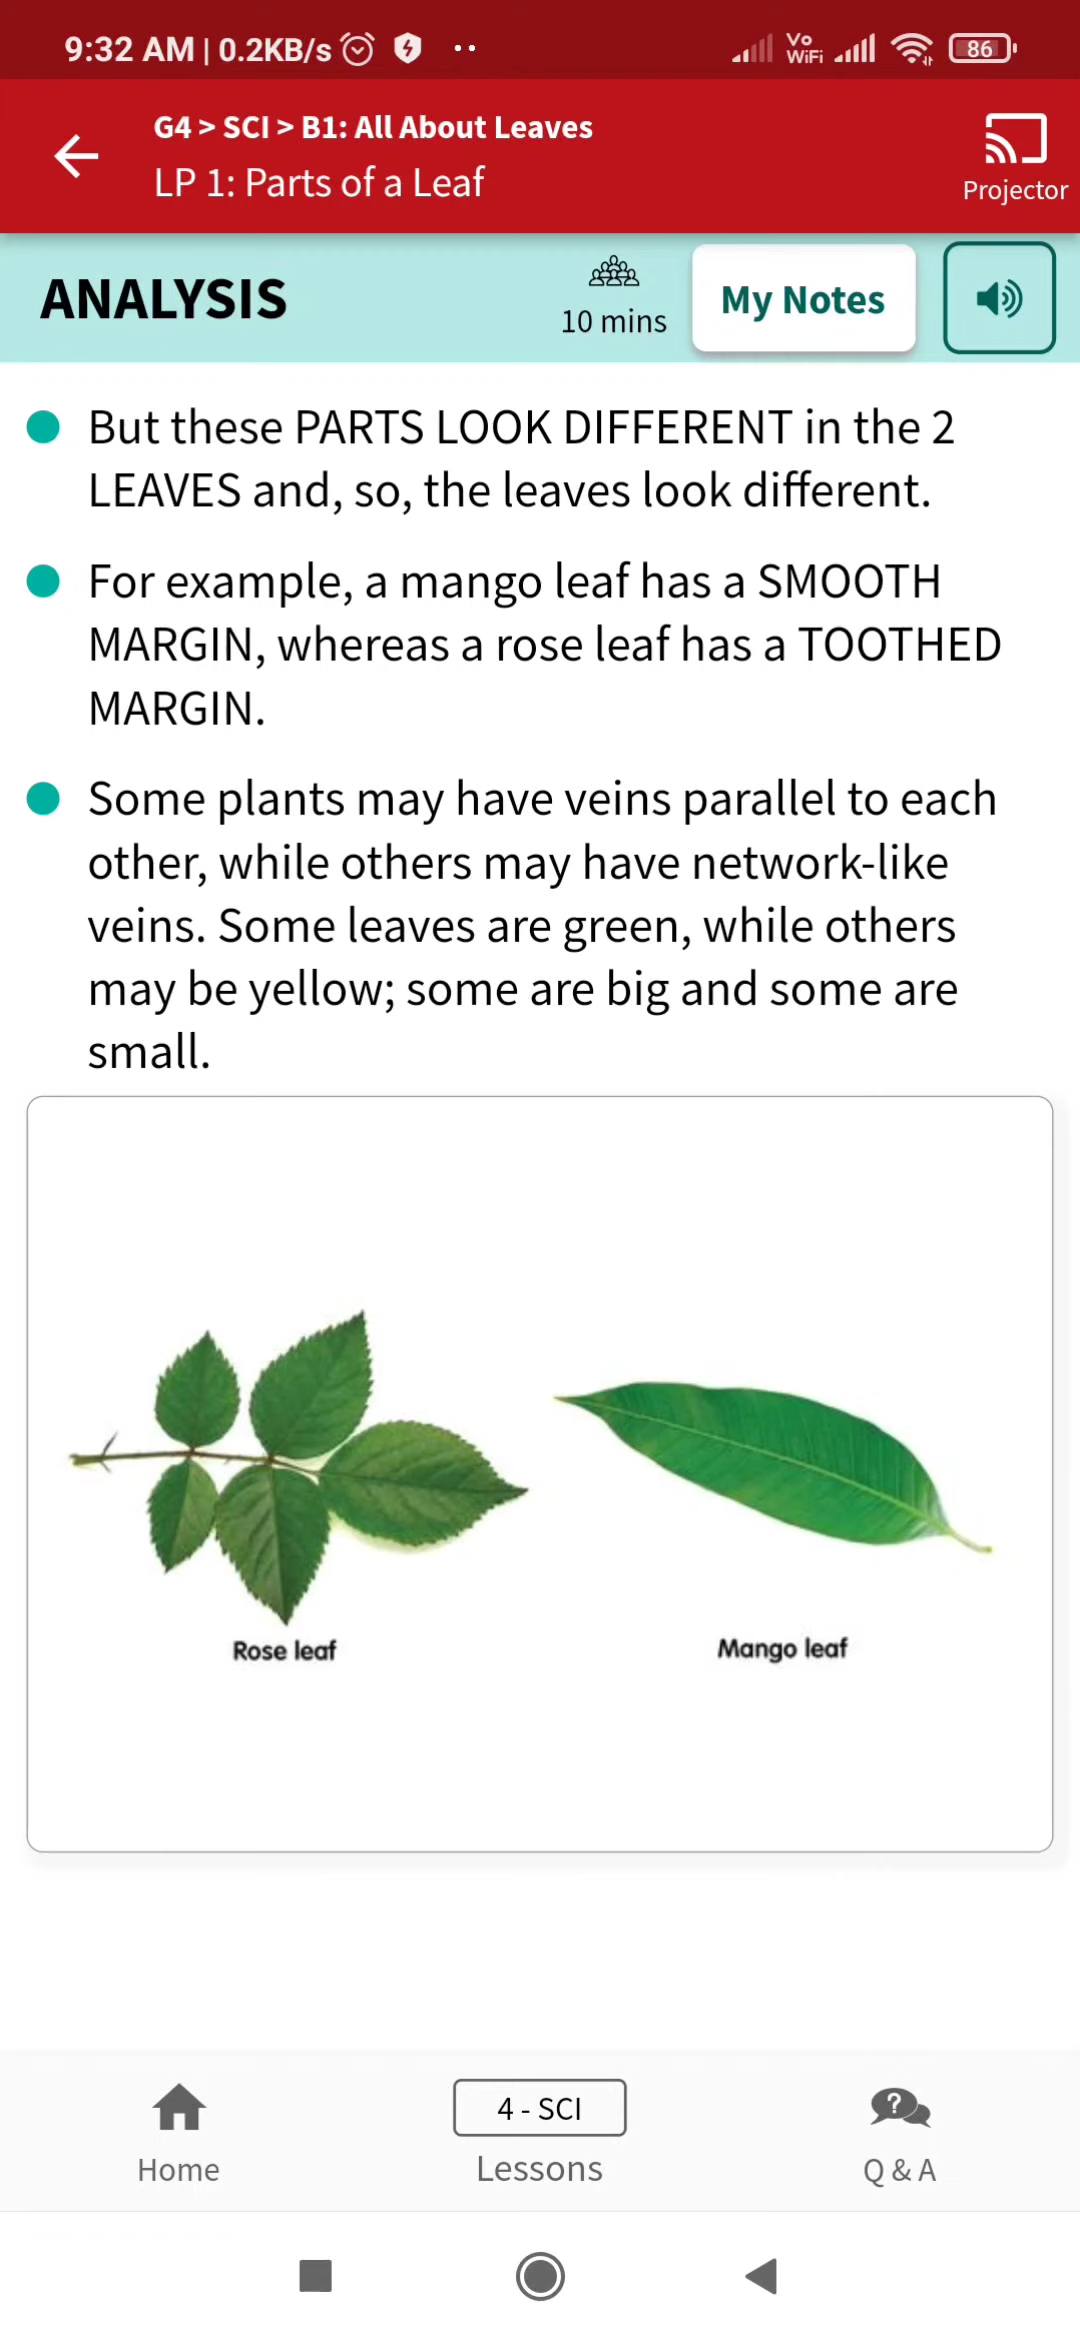 9:32 AM | 0.2KB/s
Vo
WiFi
86
G4 > SCI > B1: All About Leaves
LP 1: Parts of a Leaf
Projector
ANALYSIS
10 mins
My Notes
But these PARTS LOOK DIFFERENT in the 2
LEAVES and, so, the leaves look different.
For example, a mango leaf has a SMOOTH
MARGIN, whereas a rose leaf has a TOOTHED
MARGIN.
Some plants may have veins parallel to each
other, while others may have network-like
veins. Some leaves are green, while others
may be yellow; some are big and some are
small.
Rose leaf
Mango leaf
Home
4 - SCI
Lessons
Q & A